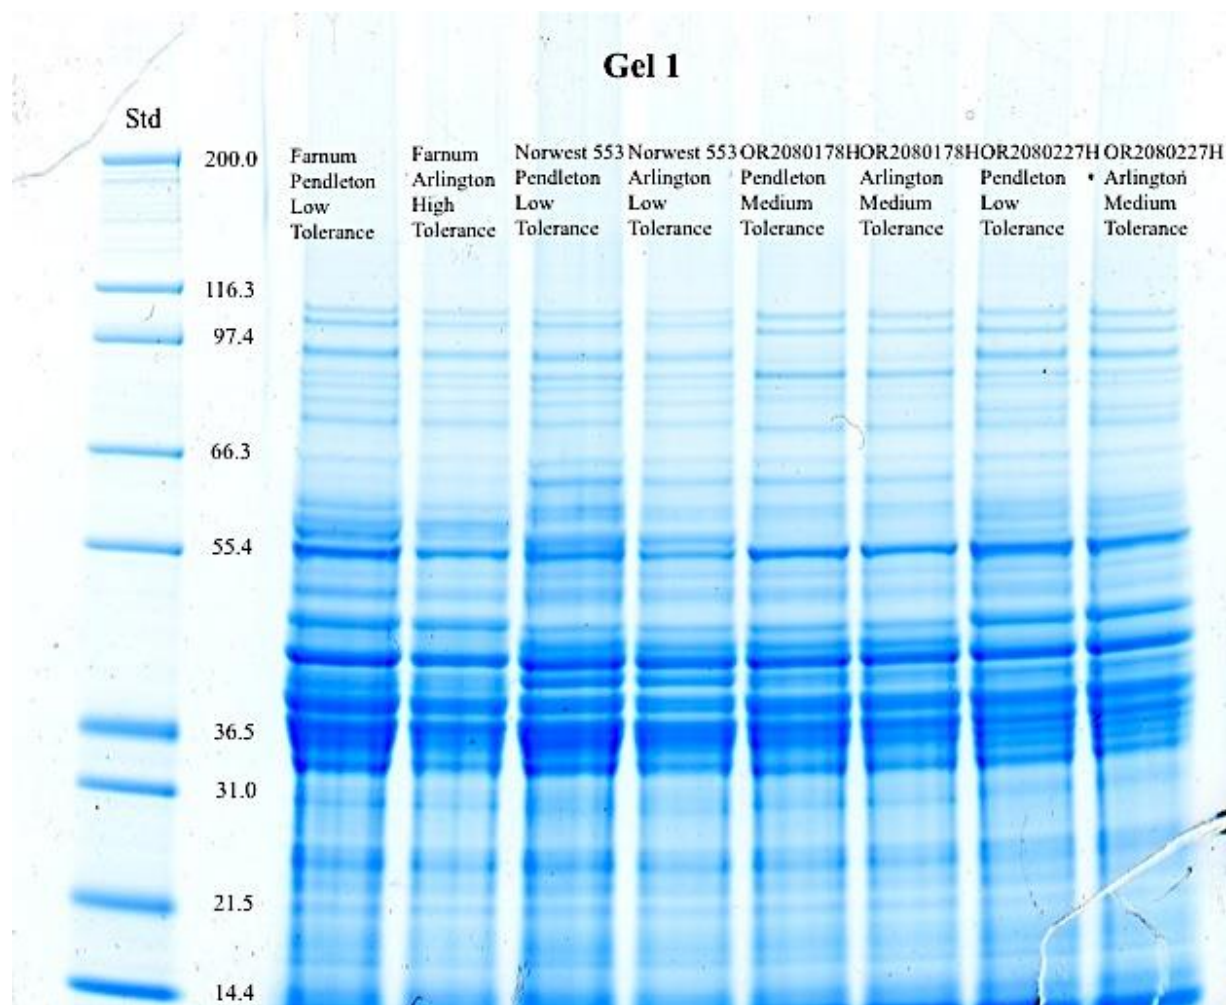 Gel 1
Std
200.0
116.3
97.4
66.3
55.4
36.5
31.0
21.5
14.4
Farnum
Pendleton
Low
Tolerance
Farnum
Arlington
High
Tolerance
Norwest 553
Pendleton
Low
Tolerance
Norwest 553
Arlington
Low
Tolerance
OR2080178H
Pendleton
Medium
Tolerance
OR2080178H
Arlington
Medium
Tolerance
OR2080227H
Pendleton
Low
Tolerance
OR2080227H
Arlington
Medium
Tolerance